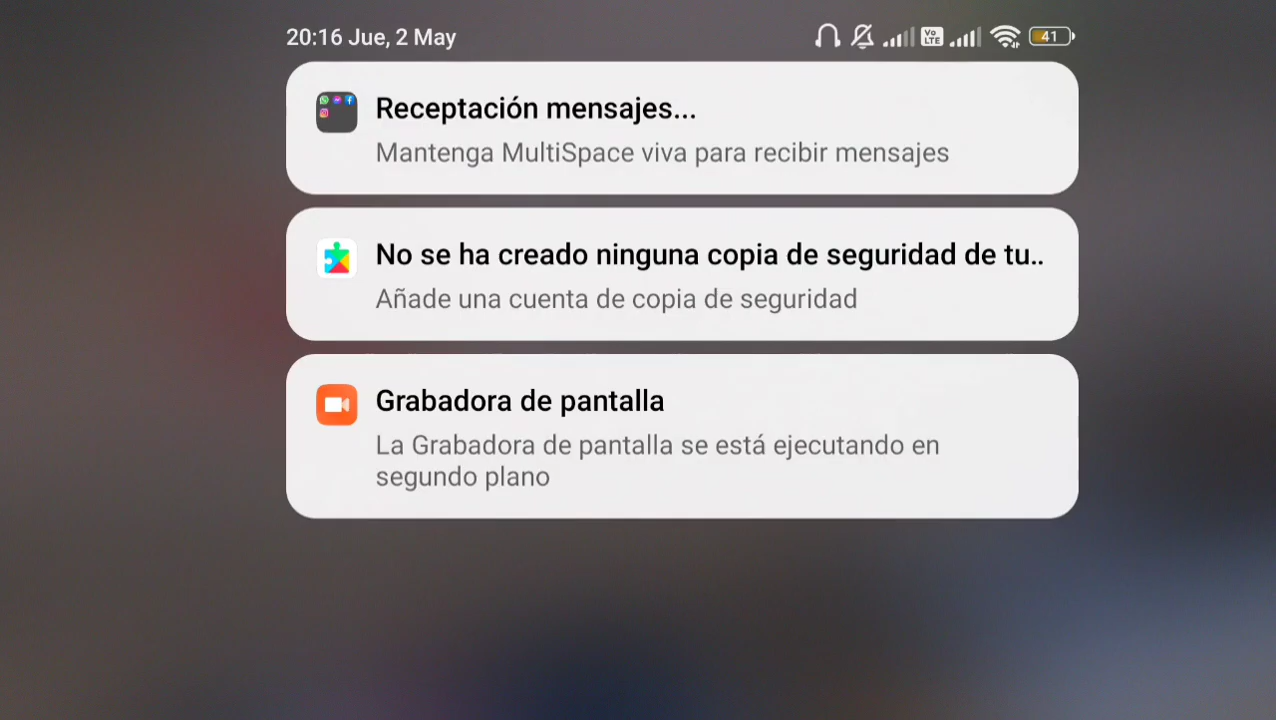 20:16 Jue, 2 May
Vo LTE
41
Receptación mensajes...
Mantenga MultiSpace viva para recibir mensajes
No se ha creado ninguna copia de seguridad de tu..
Añade una cuenta de copia de seguridad
Grabadora de pantalla
La Grabadora de pantalla se está ejecutando en
segundo plano